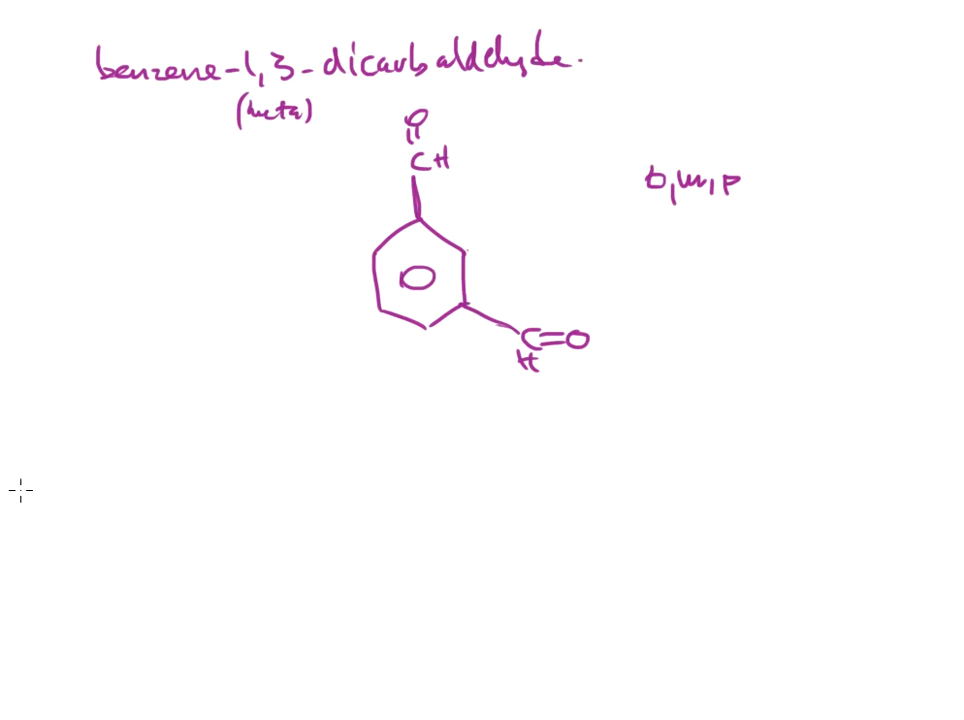 benzene-1,3-dicarbaldehyde.
(meta)
O
CH
o,m,p
C=O
H